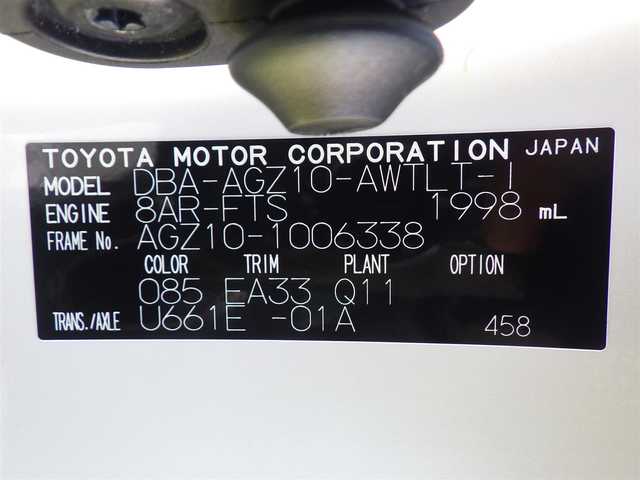 TOYOTA MOTOR CORPORATION JAPAN
MODEL DBA-AGZ10-AWTLT-1
ENGINE 8AR-FTS 1998 mL
FRAME No. AGZ10-1006338
COLOR TRIM PLANT OPTION
085 EA33 Q11
TRANS./AXLE U661E -01A 458